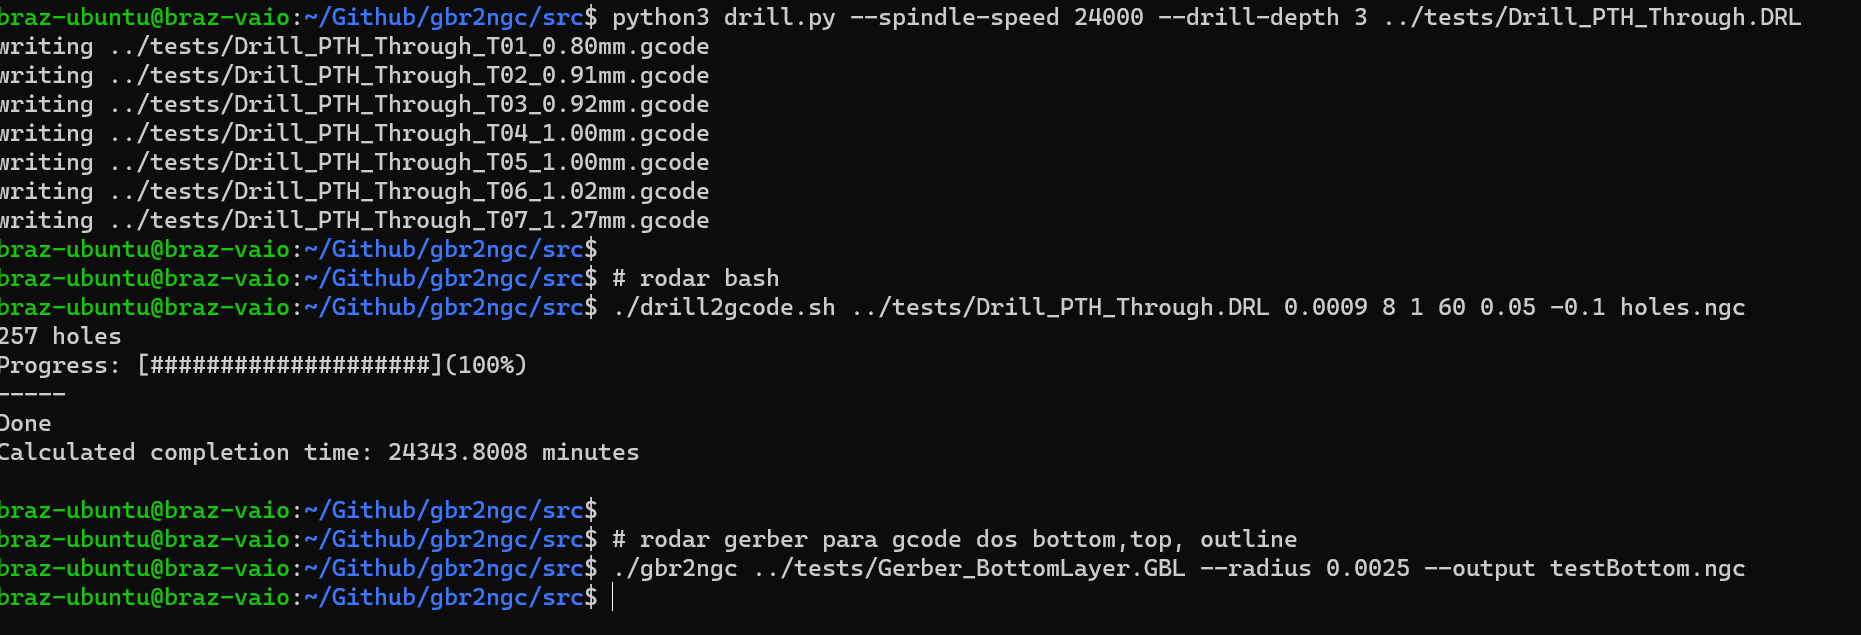 braz-ubuntu@braz-vaio:~/Github/gbr2ngc/src$ python3 drill.py --spindle-speed 24000 --drill-depth 3 ../tests/Drill_PTH_Through.DRL
writing ../tests/Drill_PTH_Through_T01_0.80mm.gcode
writing ../tests/Drill_PTH_Through_T02_0.91mm.gcode
writing ../tests/Drill_PTH_Through_T03_0.92mm.gcode
writing ../tests/Drill_PTH_Through_T04_1.00mm.gcode
writing ../tests/Drill_PTH_Through_T05_1.00mm.gcode
writing ../tests/Drill_PTH_Through_T06_1.02mm.gcode
writing ../tests/Drill_PTH_Through_T07_1.27mm.gcode
braz-ubuntu@braz-vaio:~/Github/gbr2ngc/src$
braz-ubuntu@braz-vaio:~/Github/gbr2ngc/src$ # rodar bash
braz-ubuntu@braz-vaio:~/Github/gbr2ngc/src$ ./drill2gcode.sh ../tests/Drill_PTH_Through.DRL 0.0009 8 1 60 0.05 -0.1 holes.ngc
257 holes
Progress: [####################](100%)
-----
Done
Calculated completion time: 24343.8008 minutes
braz-ubuntu@braz-vaio:~/Github/gbr2ngc/src$
braz-ubuntu@braz-vaio:~/Github/gbr2ngc/src$ # rodar gerber para gcode dos bottom,top, outline
braz-ubuntu@braz-vaio:~/Github/gbr2ngc/src$ ./gbr2ngc ../tests/Gerber_BottomLayer.GBL --radius 0.0025 --output testBottom.ngc
braz-ubuntu@braz-vaio:~/Github/gbr2ngc/src$